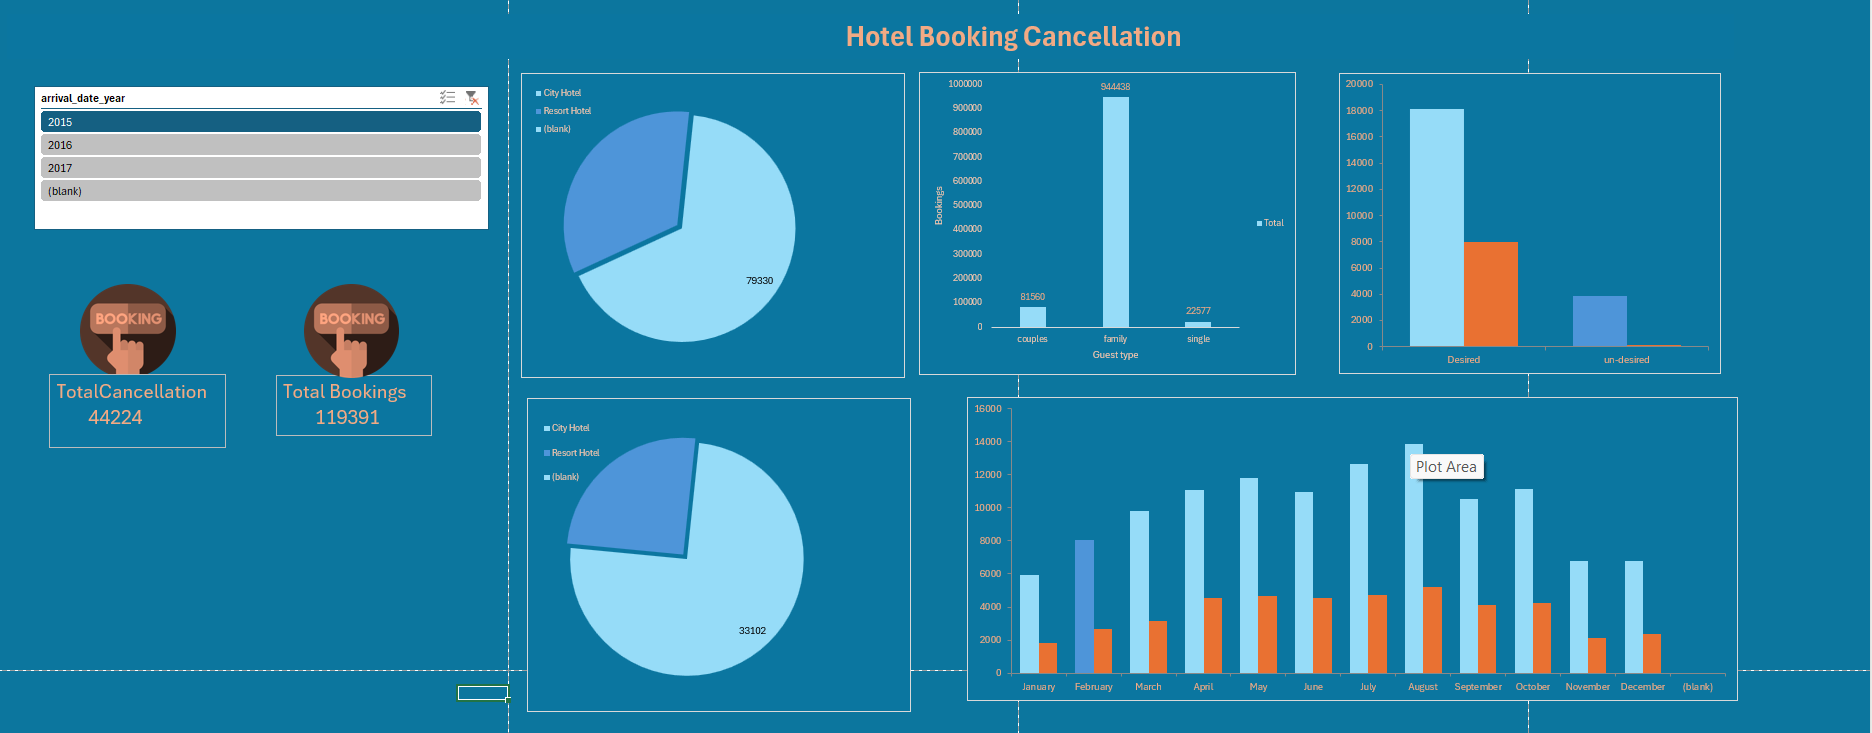 Hotel Booking Cancellation
arrival_date_year
2015
2016
2017
(blank)
BOOKING
BOOKING
TotalCancellation
44224
Total Bookings
119391
City Hotel
Resort Hotel
(blank)
79330
1000000
900000
800000
700000
600000
500000
400000
300000
200000
100000
0
Bookings
944438
81560
22577
couples family single
Guest type
Total
20000
18000
16000
14000
12000
10000
8000
6000
4000
2000
0
Desired un-desired
City Hotel
Resort Hotel
(blank)
33102
16000
14000
12000
10000
8000
6000
4000
2000
0
Plot Area
January February March April May June July August September October November December (blank)